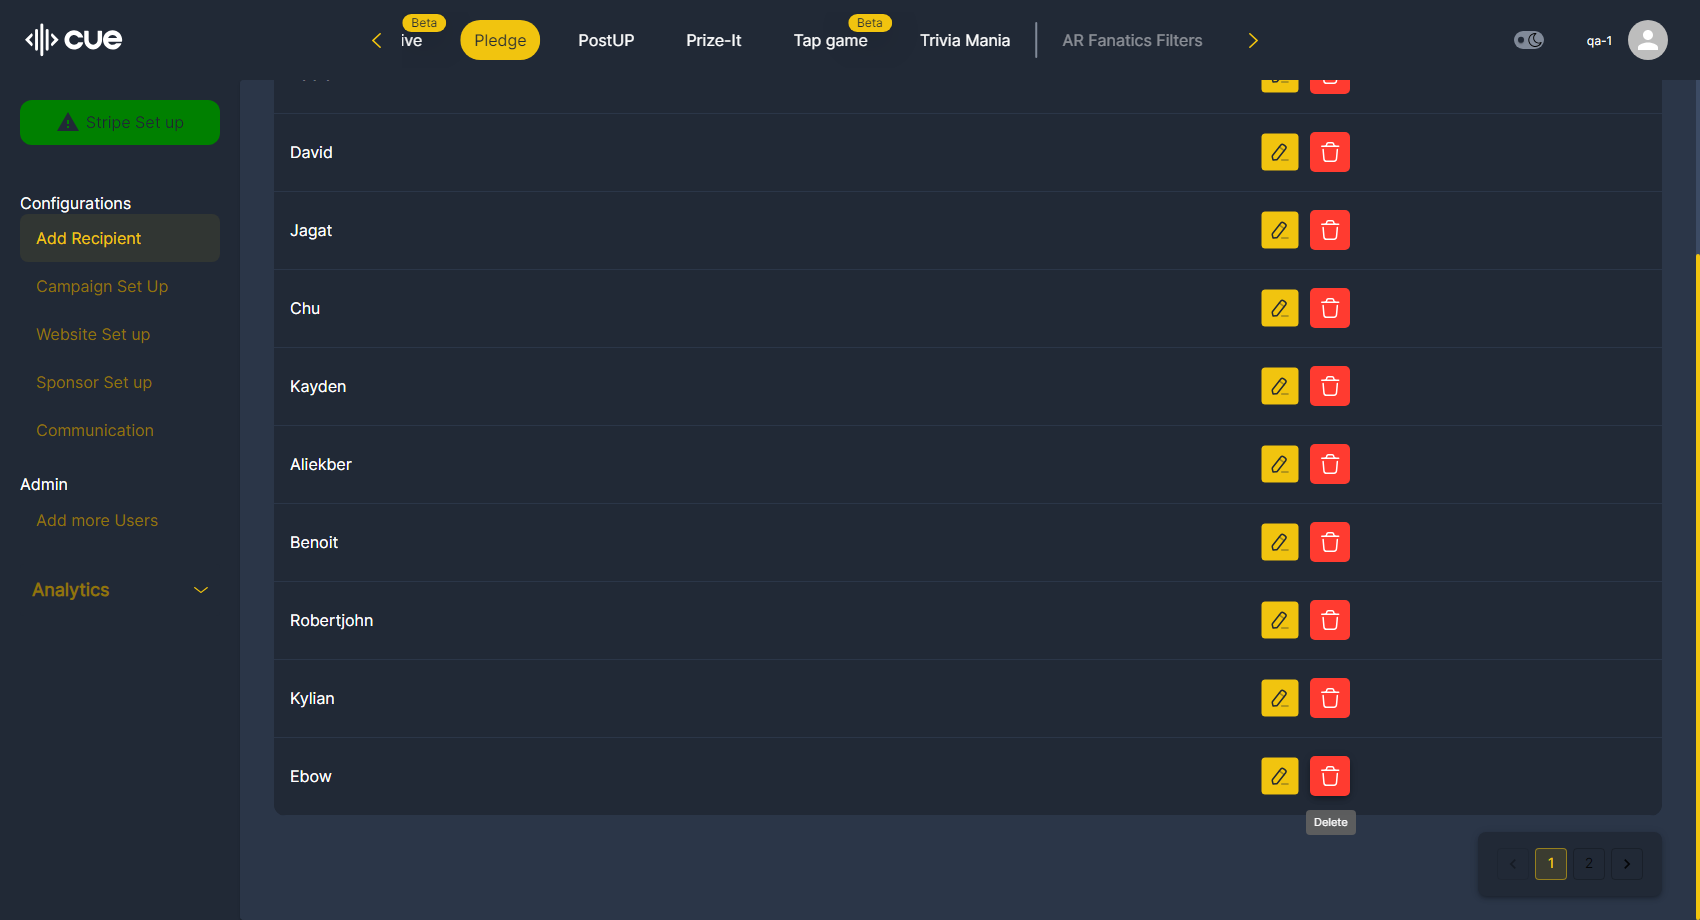 cue
Beta
ive
Pledge
PostUP
Prize-It
Beta
Tap game
Trivia Mania
AR Fanatics Filters
qa-1
Stripe Set up
Configurations
Add Recipient
Campaign Set Up
Website Set up
Sponsor Set up
Communication
Admin
Add more Users
Analytics
David
Jagat
Chu
Kayden
Aliekber
Benoit
Robertjohn
Kylian
Ebow
Delete
1
2